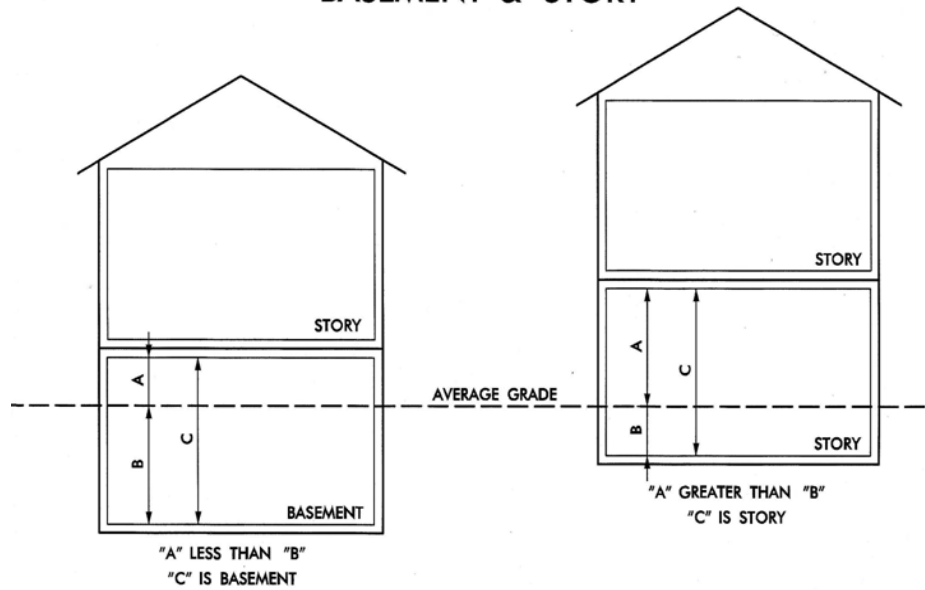 BASEMENT & STORY
STORY
A
B
C
BASEMENT
"A" LESS THAN "B"
"C" IS BASEMENT
AVERAGE GRADE
STORY
A
B
C
STORY
"A" GREATER THAN "B"
"C" IS STORY